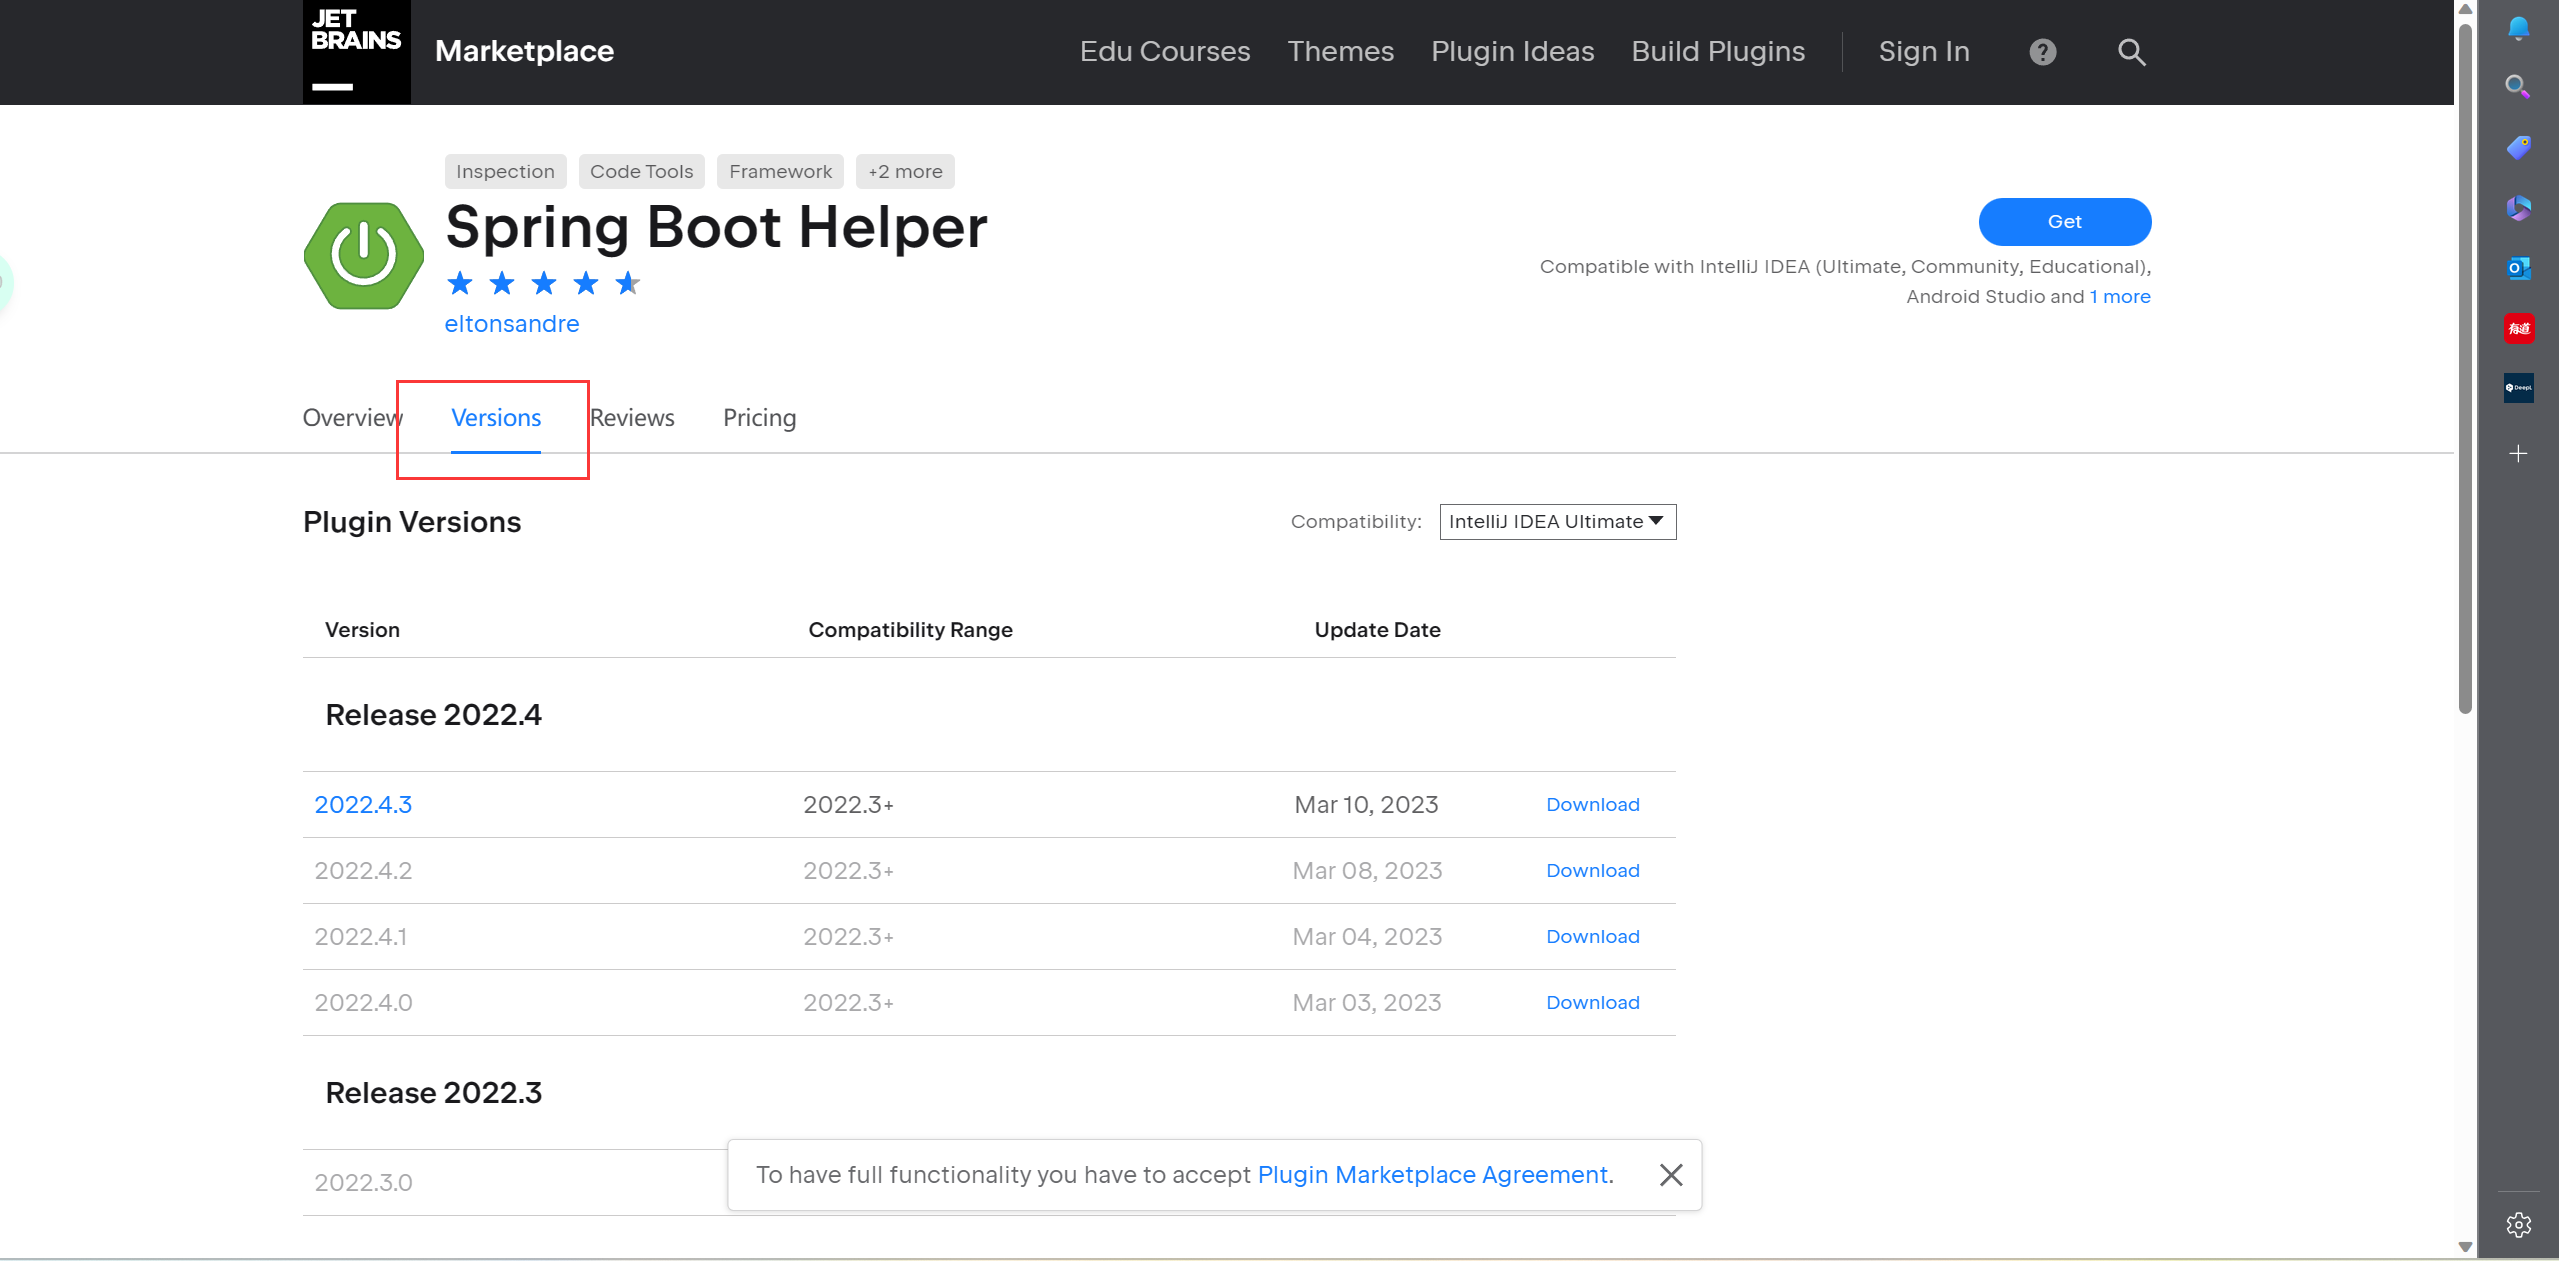 JET
BRAINS
Marketplace
Edu Courses
Themes
Plugin Ideas
Build Plugins
Sign In
?
Inspection
Code Tools
Framework
+2 more
Spring Boot Helper
eltonsandre
Get
Compatible with IntelliJ IDEA (Ultimate, Community, Educational),
Android Studio and 1 more
Overview
Versions
Reviews
Pricing
Plugin Versions
Compatibility:
IntelliJ IDEA Ultimate
Version
Compatibility Range
Update Date
Release 2022.4
2022.4.3
2022.3+
Mar 10, 2023
Download
2022.4.2
2022.3+
Mar 08, 2023
Download
2022.4.1
2022.3+
Mar 04, 2023
Download
2022.4.0
2022.3+
Mar 03, 2023
Download
Release 2022.3
2022.3.0
To have full functionality you have to accept Plugin Marketplace Agreement.
有道
DeepL